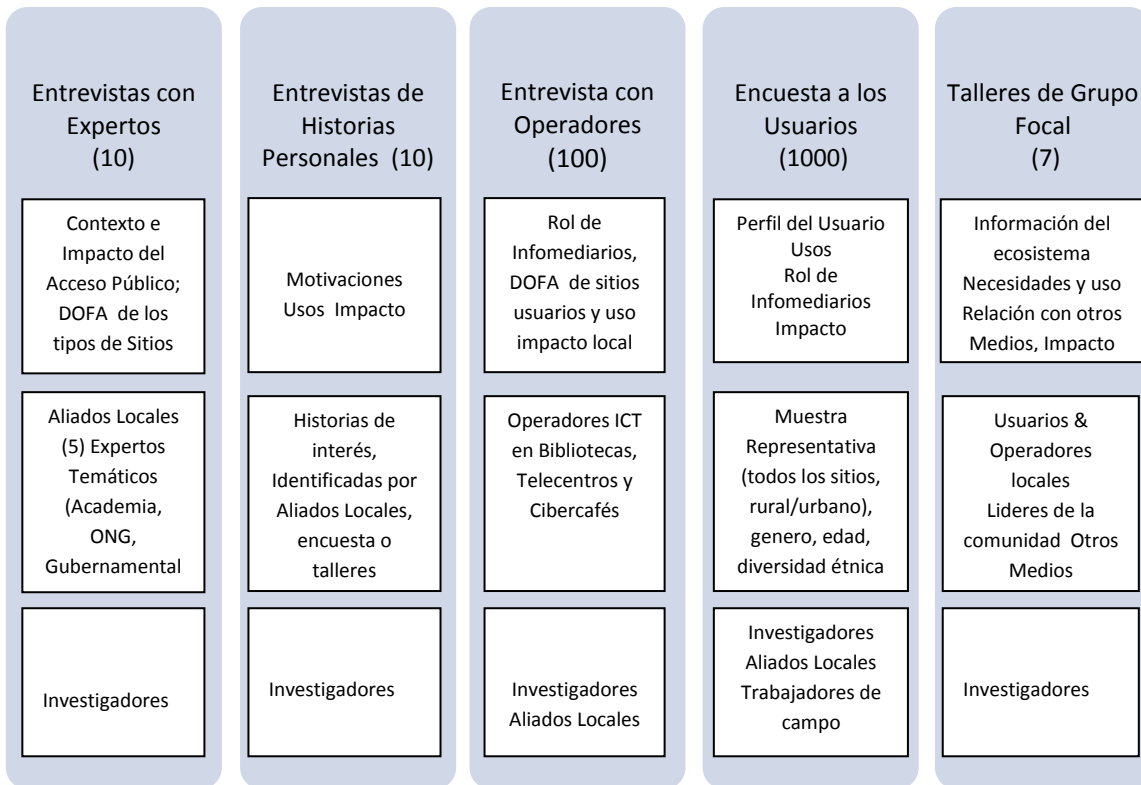 Entrevistas con
Expertos
(10)
Contexto e
Impacto del
Acceso Público;
DOFA de los
tipos de Sitios
Aliados Locales
(5) Expertos
Temáticos
(Academia,
ONG,
Gubernamental
Investigadores
Entrevistas de
Historias
Personales (10)
Motivaciones
Usos Impacto
Historias de
interés,
Identificadas por
Aliados Locales,
encuesta o
talleres
Investigadores
Entrevista con
Operadores
(100)
Rol de
Infomediarios,
DOFA de sitios
usuarios y uso
impacto local
Operadores ICT
en Bibliotecas,
Telecentros y
Cibercafés
Investigadores
Aliados Locales
Encuesta a los
Usuarios
(1000)
Perfil del Usuario
Usos
Rol de
Infomediarios
Impacto
Muestra
Representativa
(todos los sitios,
rural/urbano),
genero, edad,
diversidad étnica
Investigadores
Aliados Locales
Trabajadores de
campo
Talleres de Grupo
Focal
(7)
Información del
ecosistema
Necesidades y uso
Relación con otros
Medios, Impacto
Usuarios &
Operadores
locales
Lideres de la
comunidad Otros
Medios
Investigadores